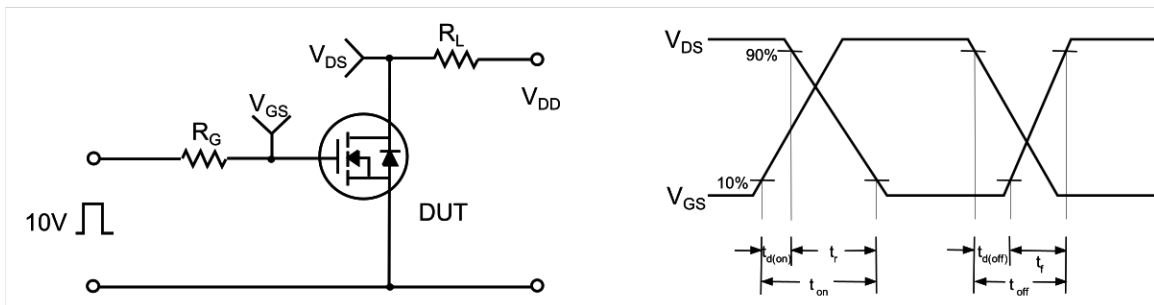 V_DS
R_L
V_DD
V_GS
R_G
10V
DUT
V_DS
90%
10%
V_GS
t_d(on)
t_r
t_d(off)
t_f
t_on
t_off